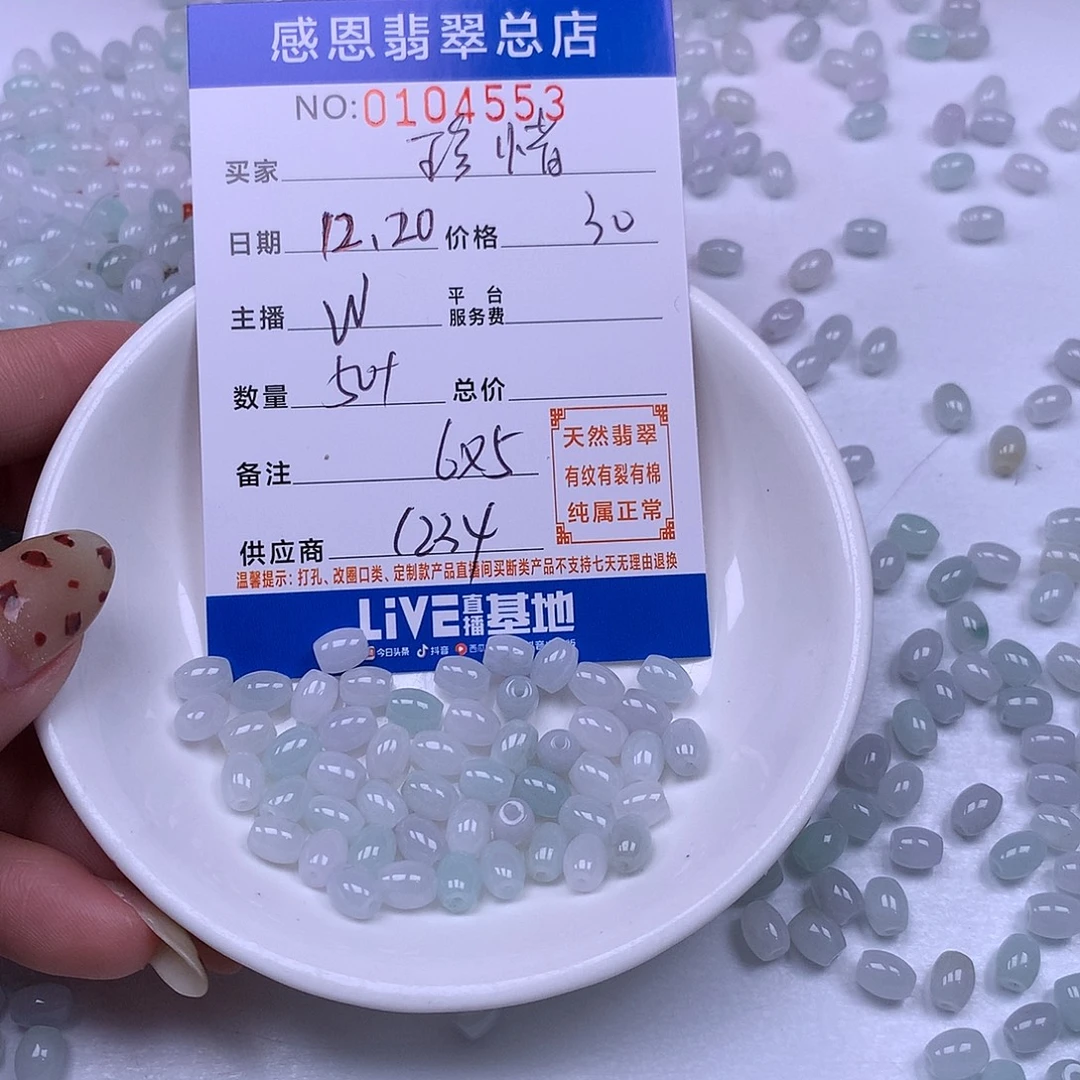 感恩翡翠总店
NO:0104553
买家 珍惜
日期 12.20 价格 30
主播 W 平台服务费
数量 50+ 总价
备注 6x5
天然翡翠
有纹有裂有棉
纯属正常
供应商 1234
温馨提示:打孔、改圈口类、定制款产品直播间买断类产品不支持七天无理由退换
LiVE直播基地
今日头条 抖音 西瓜